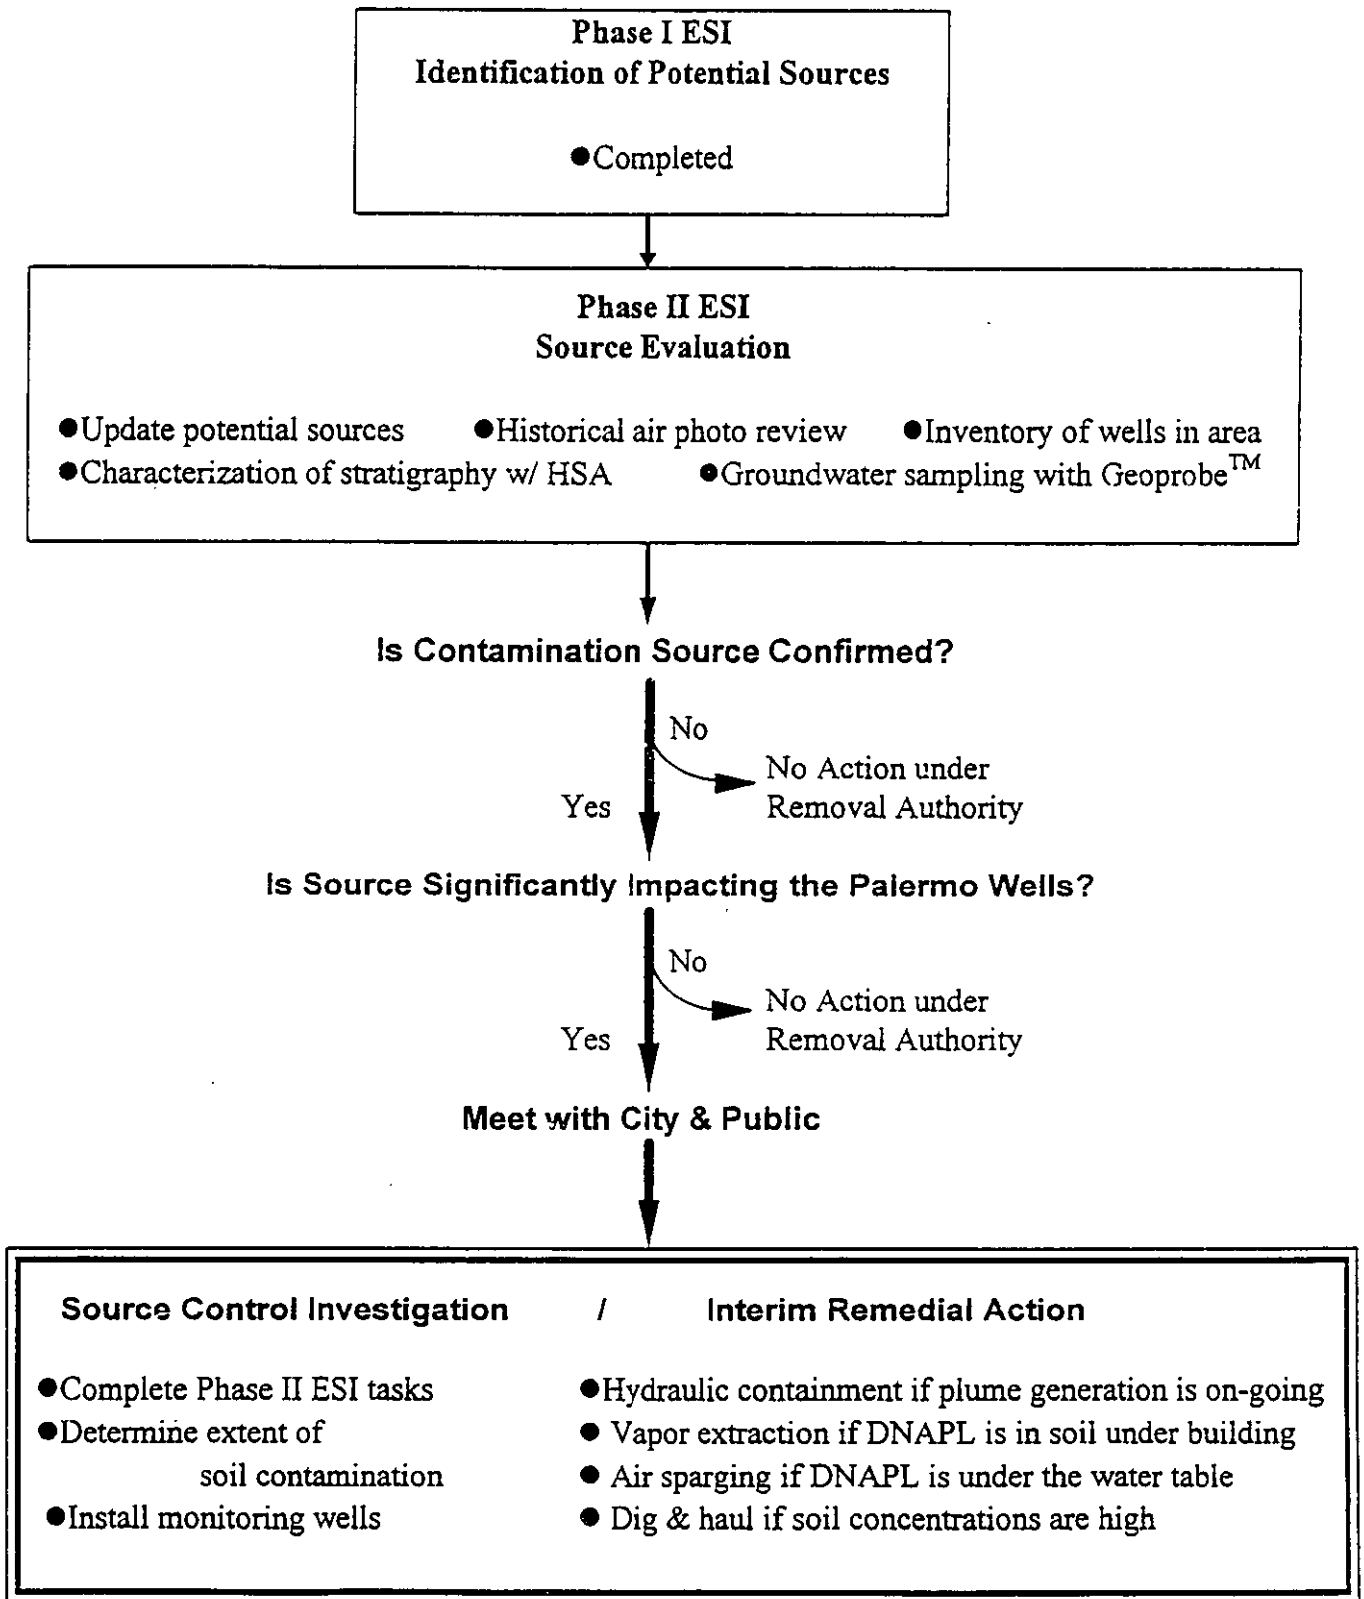 Phase I ESI
Identification of Potential Sources
●Completed
Phase II ESI
Source Evaluation
●Update potential sources ●Historical air photo review ●Inventory of wells in area
●Characterization of stratigraphy w/ HSA ●Groundwater sampling with Geoprobe™
Is Contamination Source Confirmed?
No
No Action under
Removal Authority
Yes
Is Source Significantly Impacting the Palermo Wells?
No
No Action under
Removal Authority
Yes
Meet with City & Public
Source Control Investigation / Interim Remedial Action
●Complete Phase II ESI tasks
●Determine extent of
soil contamination
●Install monitoring wells
●Hydraulic containment if plume generation is on-going
● Vapor extraction if DNAPL is in soil under building
● Air sparging if DNAPL is under the water table
● Dig & haul if soil concentrations are high